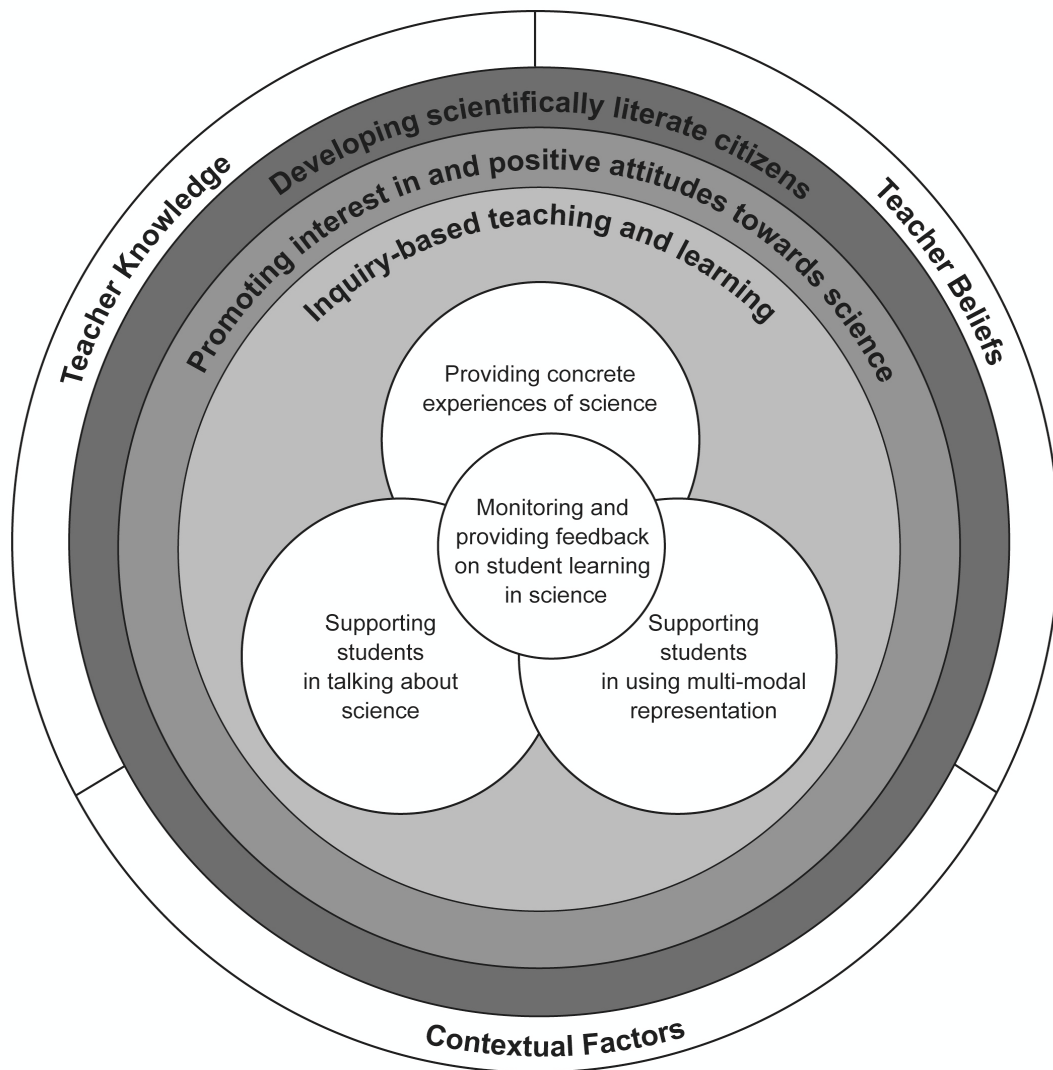 Teacher Knowledge
Teacher Beliefs
Developing scientifically literate citizens
Promoting interest in and positive attitudes towards science
Inquiry-based teaching and learning
Providing concrete
experiences of science
Monitoring and
providing feedback
on student learning
in science
Supporting
students
in talking about
science
Supporting
students
in using multi-modal
representation
Contextual Factors